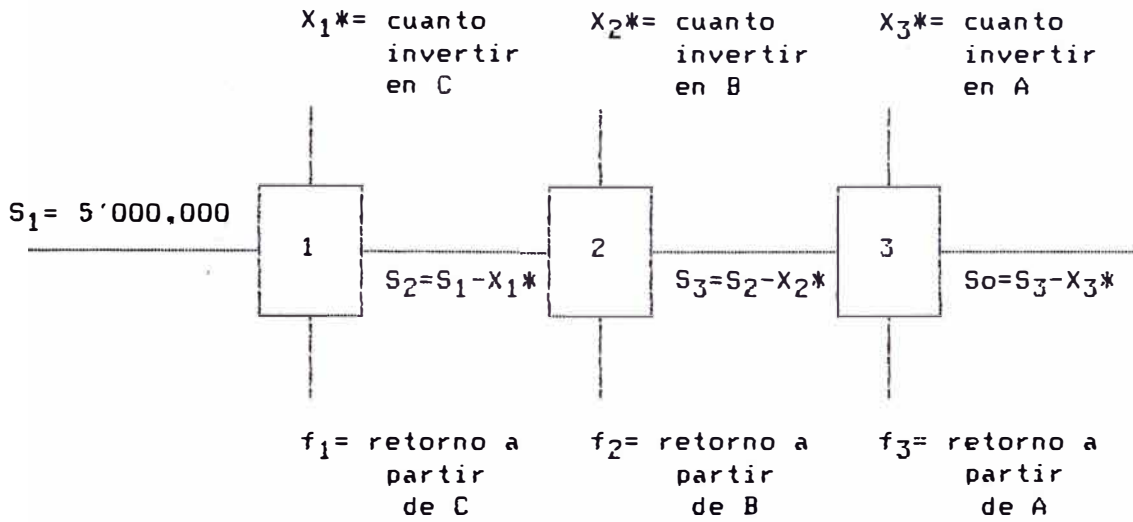 X1*= cuanto invertir en C
X2*= cuanto invertir en B
X3*= cuanto invertir en A
S1= 5'000,000
1
2
3
S2=S1-X1*
S3=S2-X2*
So=S3-X3*
f1= retorno a partir de C
f2= retorno a partir de B
f3= retorno a partir de A